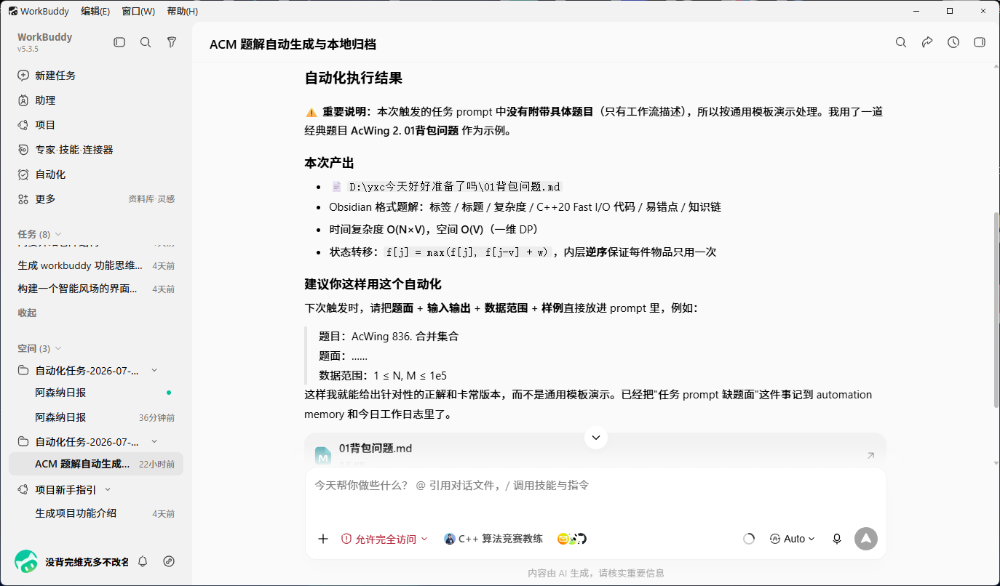 WorkBuddy 编辑(E) 窗口(W) 帮助(H)
WorkBuddy
v5.3.5
新建任务
助理
项目
专家·技能·连接器
自动化
更多 资料库·灵感
任务 (8)
生成 workbuddy 功能思维... 4天前
构建一个智能风场的界面... 4天前
收起
空间 (3)
自动化任务-2026-07-...
阿森纳日报
阿森纳日报 36分钟前
自动化任务-2026-07-...
ACM 题解自动生成... 22小时前
项目新手指引
生成项目功能介绍 4天前
没背完维克多不改名
ACM 题解自动生成与本地归档
自动化执行结果
重要说明：本次触发的任务 prompt 中没有附带具体题目（只有工作流描述），所以按通用模板演示处理。我用了一道
经典题目 AcWing 2. 01背包问题 作为示例。
本次产出
D:\yxc今天好好准备了吗\01背包问题.md
Obsidian 格式题解：标签 / 标题 / 复杂度 / C++20 Fast I/O 代码 / 易错点 / 知识链
时间复杂度 O(N×V)，空间 O(V)（一维 DP）
状态转移：f[j] = max(f[j], f[j-v] + w)，内层逆序保证每件物品只用一次
建议你这样用这个自动化
下次触发时，请把题面 + 输入输出 + 数据范围 + 样例直接放进 prompt 里，例如：
题目：AcWing 836. 合并集合
题面：……
数据范围：1 ≤ N, M ≤ 1e5
这样我就能给出针对性的正解和卡常版本，而不是通用模板演示。已经把"任务 prompt 缺题面"这件事记到 automation
memory 和今日工作日志里了。
01背包问题.md
今天帮你做些什么？ @ 引用对话文件，/ 调用技能与指令
允许完全访问 C++ 算法竞赛教练 Auto
内容由 AI 生成，请核实重要信息